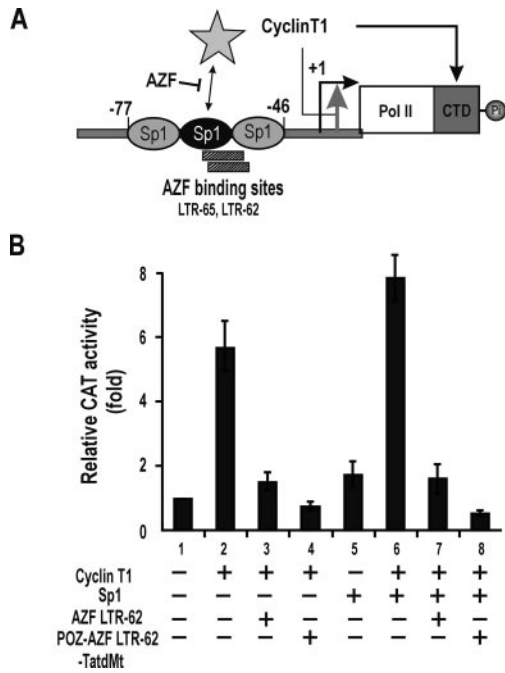 A
CyclinT1
AZF
+1
-77
-46
Sp1 Sp1 Sp1
Pol II CTD Pi
AZF binding sites
LTR-65, LTR-62
B
Relative CAT activity
(fold)
8
6
4
2
0
1 2 3 4 5 6 7 8
Cyclin T1 – + + + – + + +
Sp1 – – – – + + + +
AZF LTR-62 – – + – – – + –
POZ-AZF LTR-62 – – – + – – – +
-TatdMt